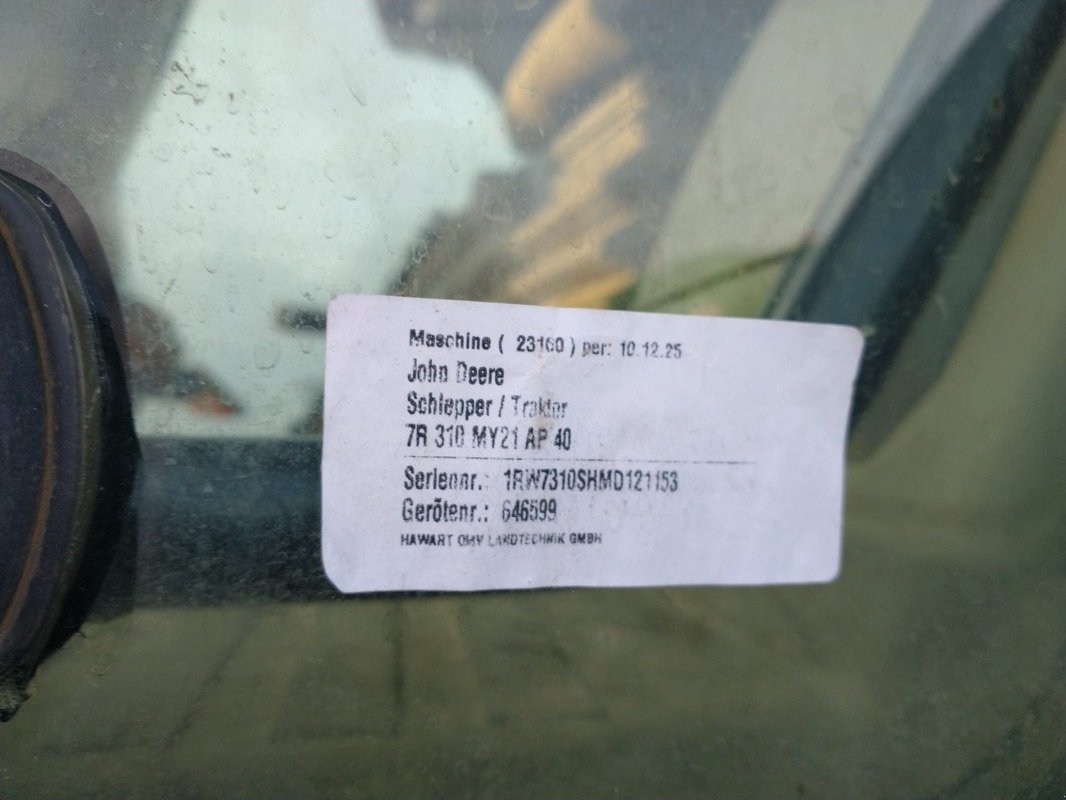 Maschine ( 23160 ) per: 10.12.25
John Deere
Schlepper / Traktor
7R 310 MY21 AP 40
Seriennr.: 1RW7310SHMD121153
Gerätenr.: 646599
HAWART OMV LANDTECHNIK GMBH